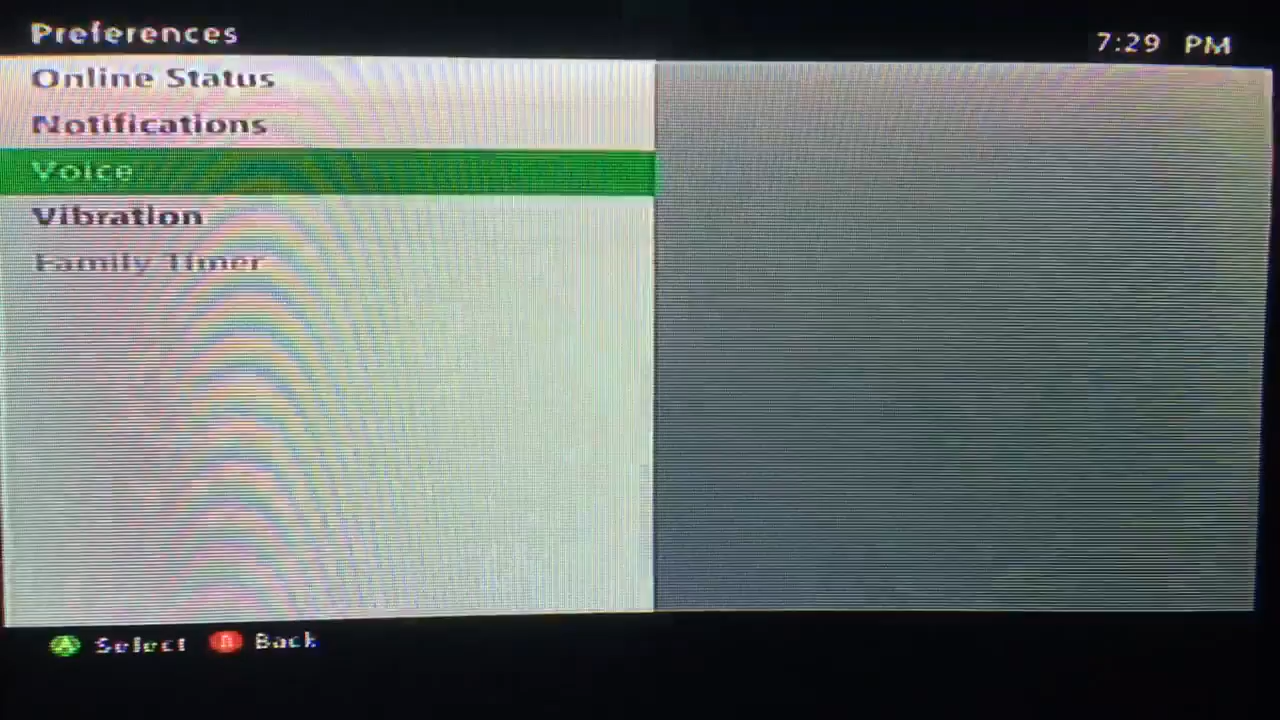 Preferences
7:29 PM
Online Status
Notifications
Voice
Vibration
Family Timer
A Select B Back